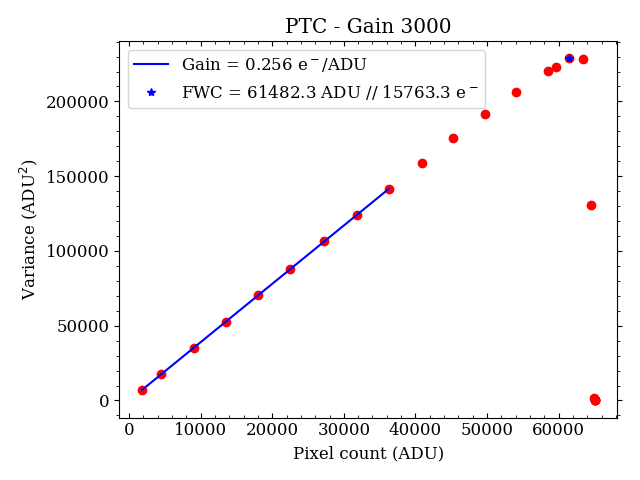 PTC - Gain 3000
Gain = 0.256 e⁻/ADU
FWC = 61482.3 ADU // 15763.3 e⁻
Variance (ADU²)
200000
150000
100000
50000
0
0 10000 20000 30000 40000 50000 60000
Pixel count (ADU)